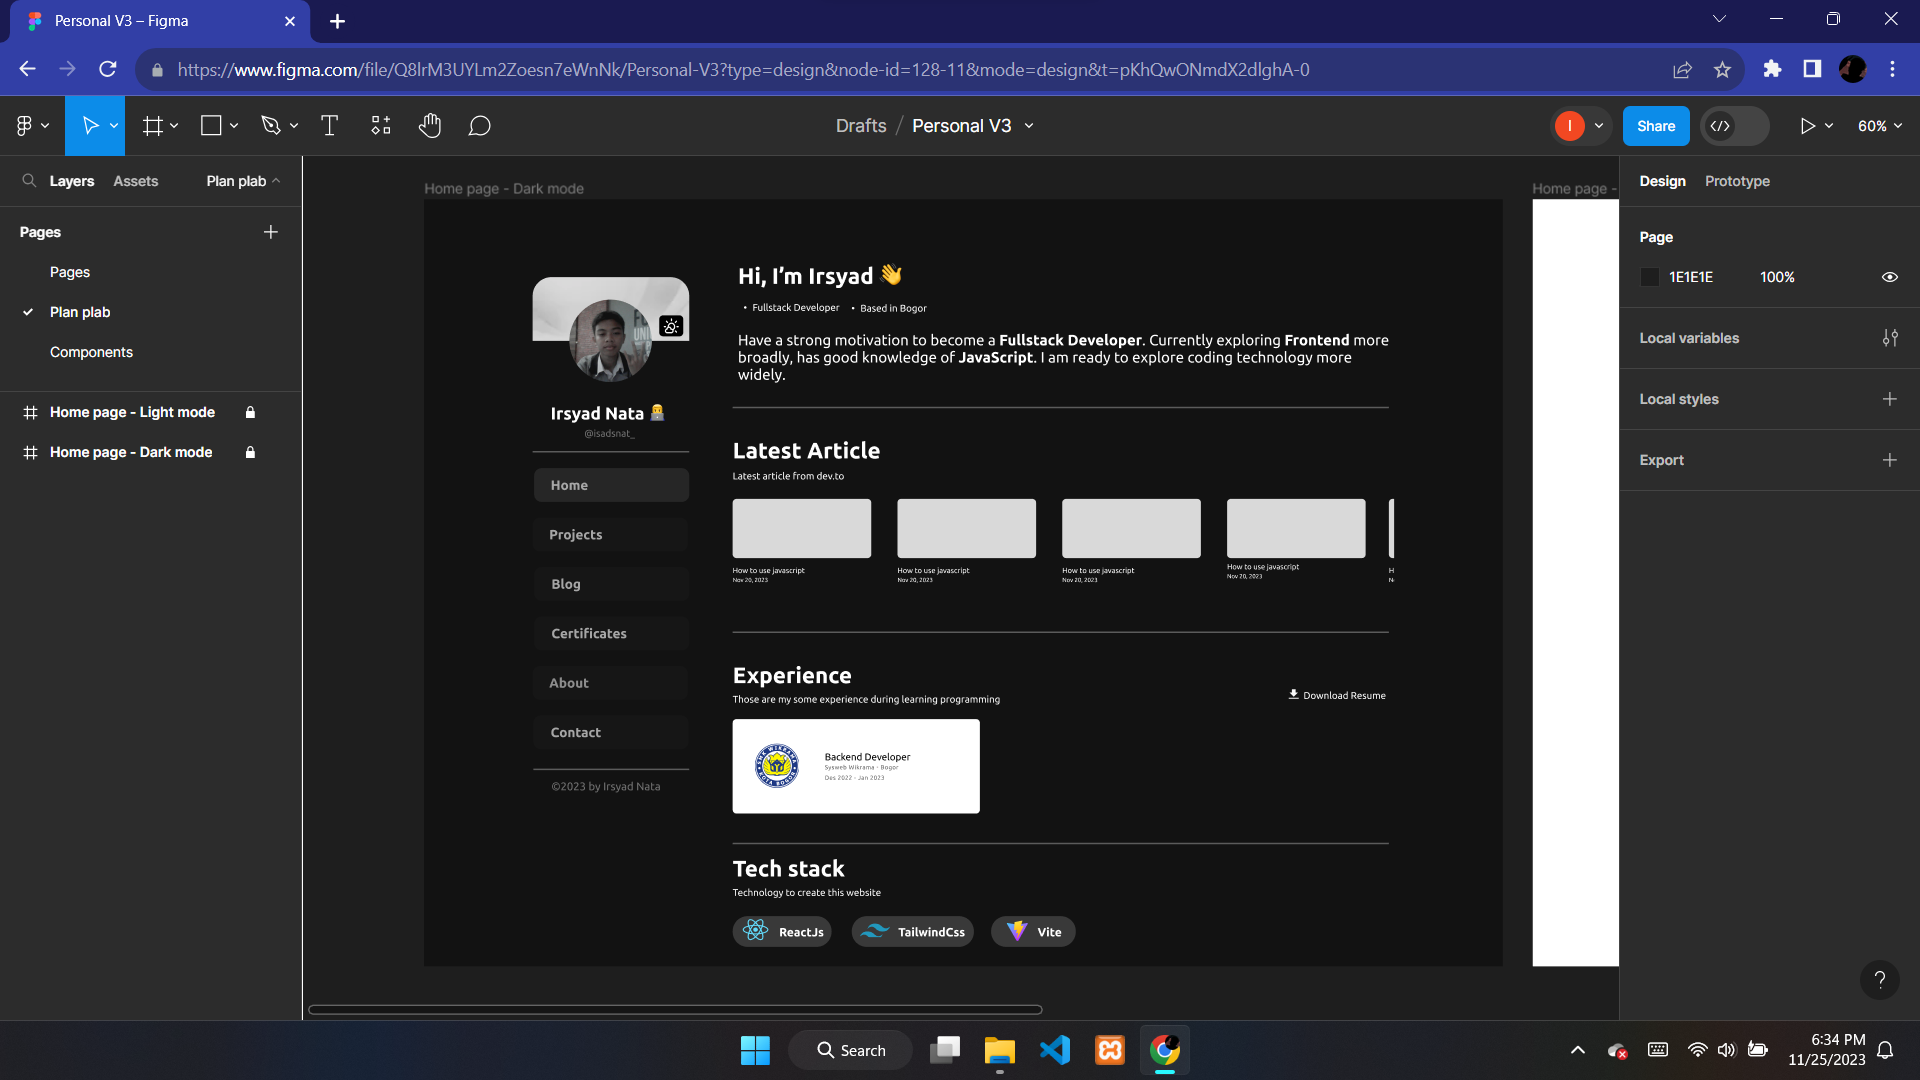 Personal V3 – Figma
https://www.figma.com/file/Q8lrM3UYLm2Zoesn7eWnNk/Personal-V3?type=design&node-id=128-11&mode=design&t=pKhQwONmdX2dlghA-0
Drafts / Personal V3
I
Share
60%
Layers
Assets
Plan plab
Pages
Pages
Plan plab
Components
Home page - Light mode
Home page - Dark mode
Home page - Dark mode
Irsyad Nata
@isadsnat_
Home
Projects
Blog
Certificates
About
Contact
©2023 by Irsyad Nata
Hi, I'm Irsyad 👋
• Fullstack Developer • Based in Bogor
Have a strong motivation to become a Fullstack Developer. Currently exploring Frontend more
broadly, has good knowledge of JavaScript. I am ready to explore coding technology more
widely.
Latest Article
Latest article from dev.to
How to use javascript
Nov 20, 2023
How to use javascript
Nov 20, 2023
How to use javascript
Nov 20, 2023
How to use javascript
Nov 20, 2023
H
N
Experience
Those are my some experience during learning programming
Download Resume
SMK WIKRAMA
KOTA BOGOR
Backend Developer
Sysweb Wikrama - Bogor
Des 2022 - Jan 2023
Tech stack
Technology to create this website
ReactJs
TailwindCss
Vite
Home page -
Design
Prototype
Page
1E1E1E
100%
Local variables
Local styles
Export
?
Search
6:34 PM
11/25/2023